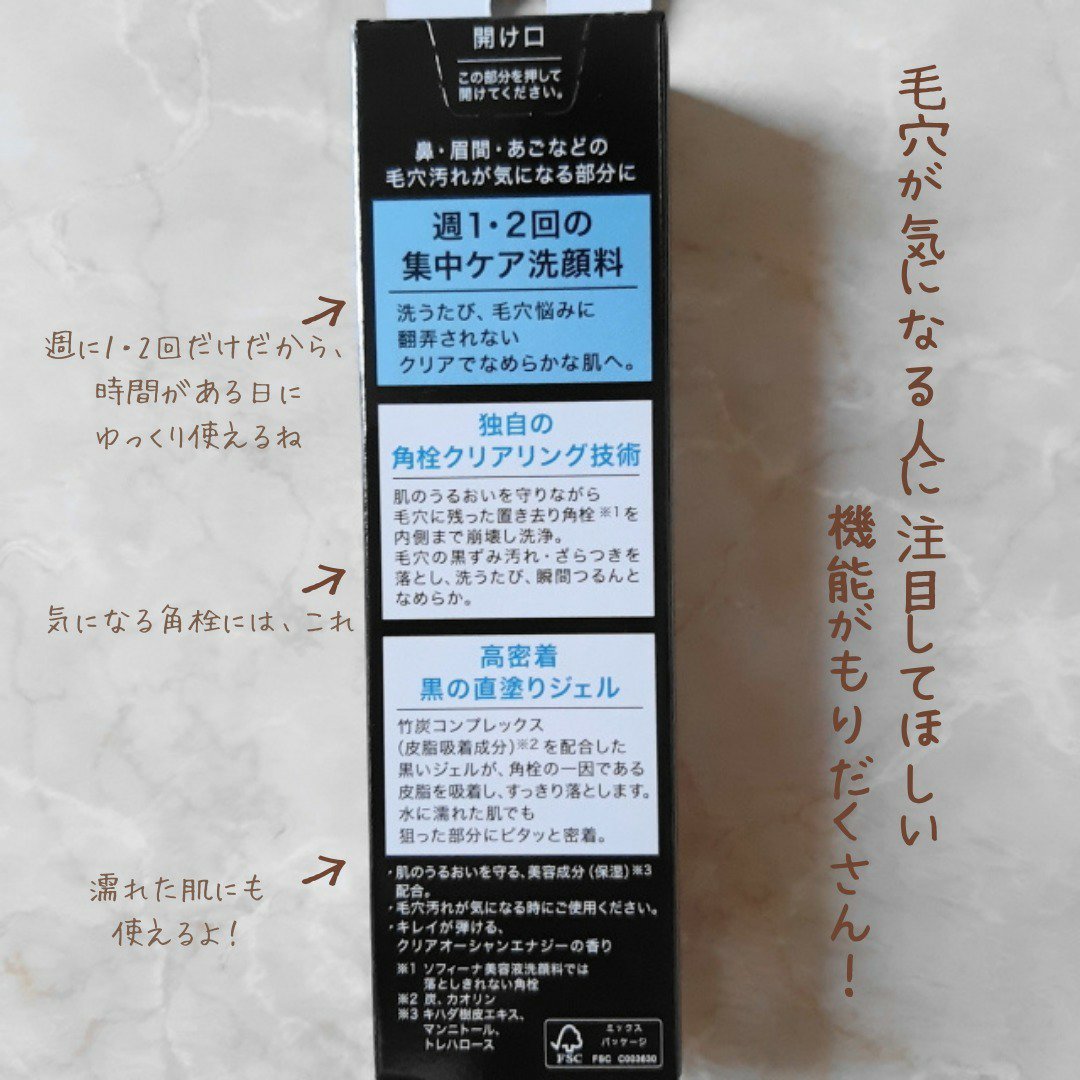 開け口
この部分を押して
開けてください。
鼻・眉間・あごなどの
毛穴汚れが気になる部分に
週1・2回の
集中ケア洗顔料
洗うたび、毛穴悩みに
翻弄されない
クリアでなめらかな肌へ。
独自の
角栓クリアリング技術
肌のうるおいを守りながら
毛穴に残った置き去り角栓※1を
内側まで崩壊し洗浄。
毛穴の黒ずみ汚れ・ざらつきを
落とし、洗うたび、瞬間つるんと
なめらか。
高密着
黒の直塗りジェル
竹炭コンプレックス
(皮脂吸着成分)※2を配合した
黒いジェルが、角栓の一因である
皮脂を吸着し、すっきり落とします。
水に濡れた肌でも
狙った部分にピタッと密着。
・肌のうるおいを守る、美容成分(保湿)※3
配合。
・毛穴汚れが気になる時にご使用ください。
・キレイが弾ける、
クリアオーシャンエナジーの香り
※1 ソフィーナ美容液洗顔料では
落としきれない角栓
※2 炭、カオリン
※3 キハダ樹皮エキス、
マンニトール、
トレハロース
FSC
ミックス
パッケージ
FSC C003630
週に1・2回だけだから、
時間がある日に
ゆっくり使えるね
気になる角栓には、これ
濡れた肌にも
使えるよ!
毛穴が気になる人に注目してほしい
機能がもりだくさん!